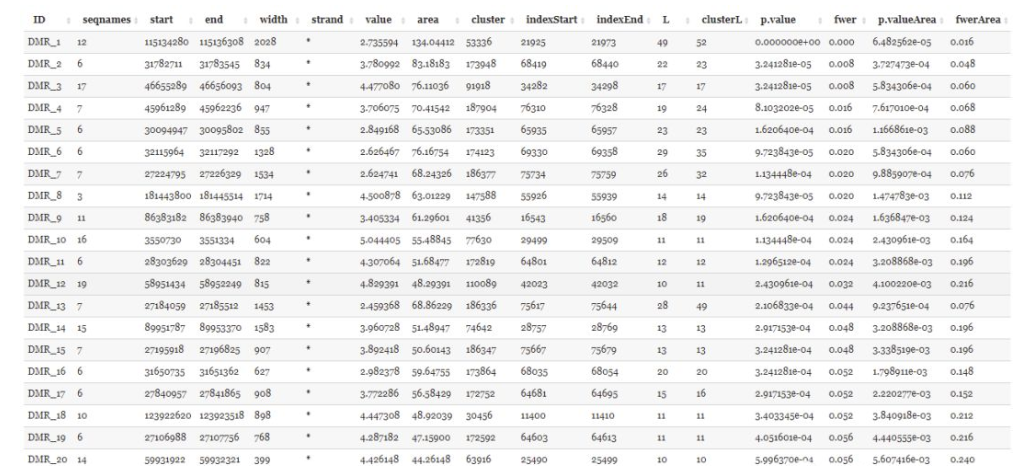 ID seqnames start end width strand value area cluster indexStart indexEnd L clusterL p.value fwer p.valueArea fwerArea
DMR_1 12 115134280 115136308 2028 * 2.735594 134.04412 53336 21925 21973 49 52 0.000000e+00 0.000 6.482562e-05 0.016
DMR_2 6 31782711 31783545 834 * 3.780992 83.18183 173948 68419 68440 22 23 3.241281e-05 0.008 3.727473e-04 0.048
DMR_3 17 46655289 46656093 804 * 4.477080 76.11036 91918 34282 34298 17 17 3.241281e-05 0.008 5.834306e-04 0.060
DMR_4 7 45961289 45962236 947 * 3.706075 70.41542 187904 76310 76328 19 24 8.103202e-05 0.016 7.617010e-04 0.068
DMR_5 6 30094947 30095802 855 * 2.849168 65.53086 173351 65935 65957 23 23 1.620640e-04 0.016 1.166861e-03 0.088
DMR_6 6 32115964 32117292 1328 * 2.626467 76.16754 174123 69330 69358 29 35 9.723843e-05 0.020 5.834306e-04 0.060
DMR_7 7 27224795 27226329 1534 * 2.624741 68.24326 186377 75734 75759 26 32 1.134448e-04 0.020 9.885907e-04 0.076
DMR_8 3 181443800 181445514 1714 * 4.500878 63.01229 147588 55926 55939 14 14 9.723843e-05 0.020 1.474783e-03 0.112
DMR_9 11 86383182 86383940 758 * 3.405334 61.29601 41356 16543 16560 18 19 1.620640e-04 0.024 1.636847e-03 0.124
DMR_10 16 3550730 3551334 604 * 5.044405 55.48845 77630 29499 29509 11 11 1.134448e-04 0.024 2.430961e-03 0.164
DMR_11 6 28303629 28304451 822 * 4.307064 51.68477 172819 64801 64812 12 12 1.296512e-04 0.024 3.208868e-03 0.196
DMR_12 19 58951434 58952249 815 * 4.829391 48.29391 110089 42023 42032 10 11 2.430961e-04 0.032 4.100220e-03 0.216
DMR_13 7 27184059 27185512 1453 * 2.459368 68.86229 186336 75617 75644 28 49 2.106833e-04 0.044 9.237651e-04 0.076
DMR_14 15 89951787 89953370 1583 * 3.960728 51.48947 74642 28757 28769 13 13 2.917153e-04 0.048 3.208868e-03 0.196
DMR_15 7 27195918 27196825 907 * 3.892418 50.60143 186347 75667 75679 13 13 3.241281e-04 0.048 3.338519e-03 0.196
DMR_16 6 31650735 31651362 627 * 2.982378 59.64755 173864 68035 68054 20 20 3.241281e-04 0.052 1.798911e-03 0.148
DMR_17 6 27840957 27841865 908 * 3.772286 56.58429 172752 64681 64695 15 16 2.917153e-04 0.052 2.220277e-03 0.152
DMR_18 10 123922620 123923518 898 * 4.447308 48.92039 30456 11400 11410 11 11 3.403345e-04 0.052 3.840918e-03 0.212
DMR_19 6 27106988 27107756 768 * 4.287182 47.15900 172592 64603 64613 11 11 4.051601e-04 0.056 4.440555e-03 0.216
DMR_20 14 59931922 59932321 399 * 4.426148 44.26148 63916 25490 25499 10 10 5.996370e-04 0.056 5.607416e-03 0.240